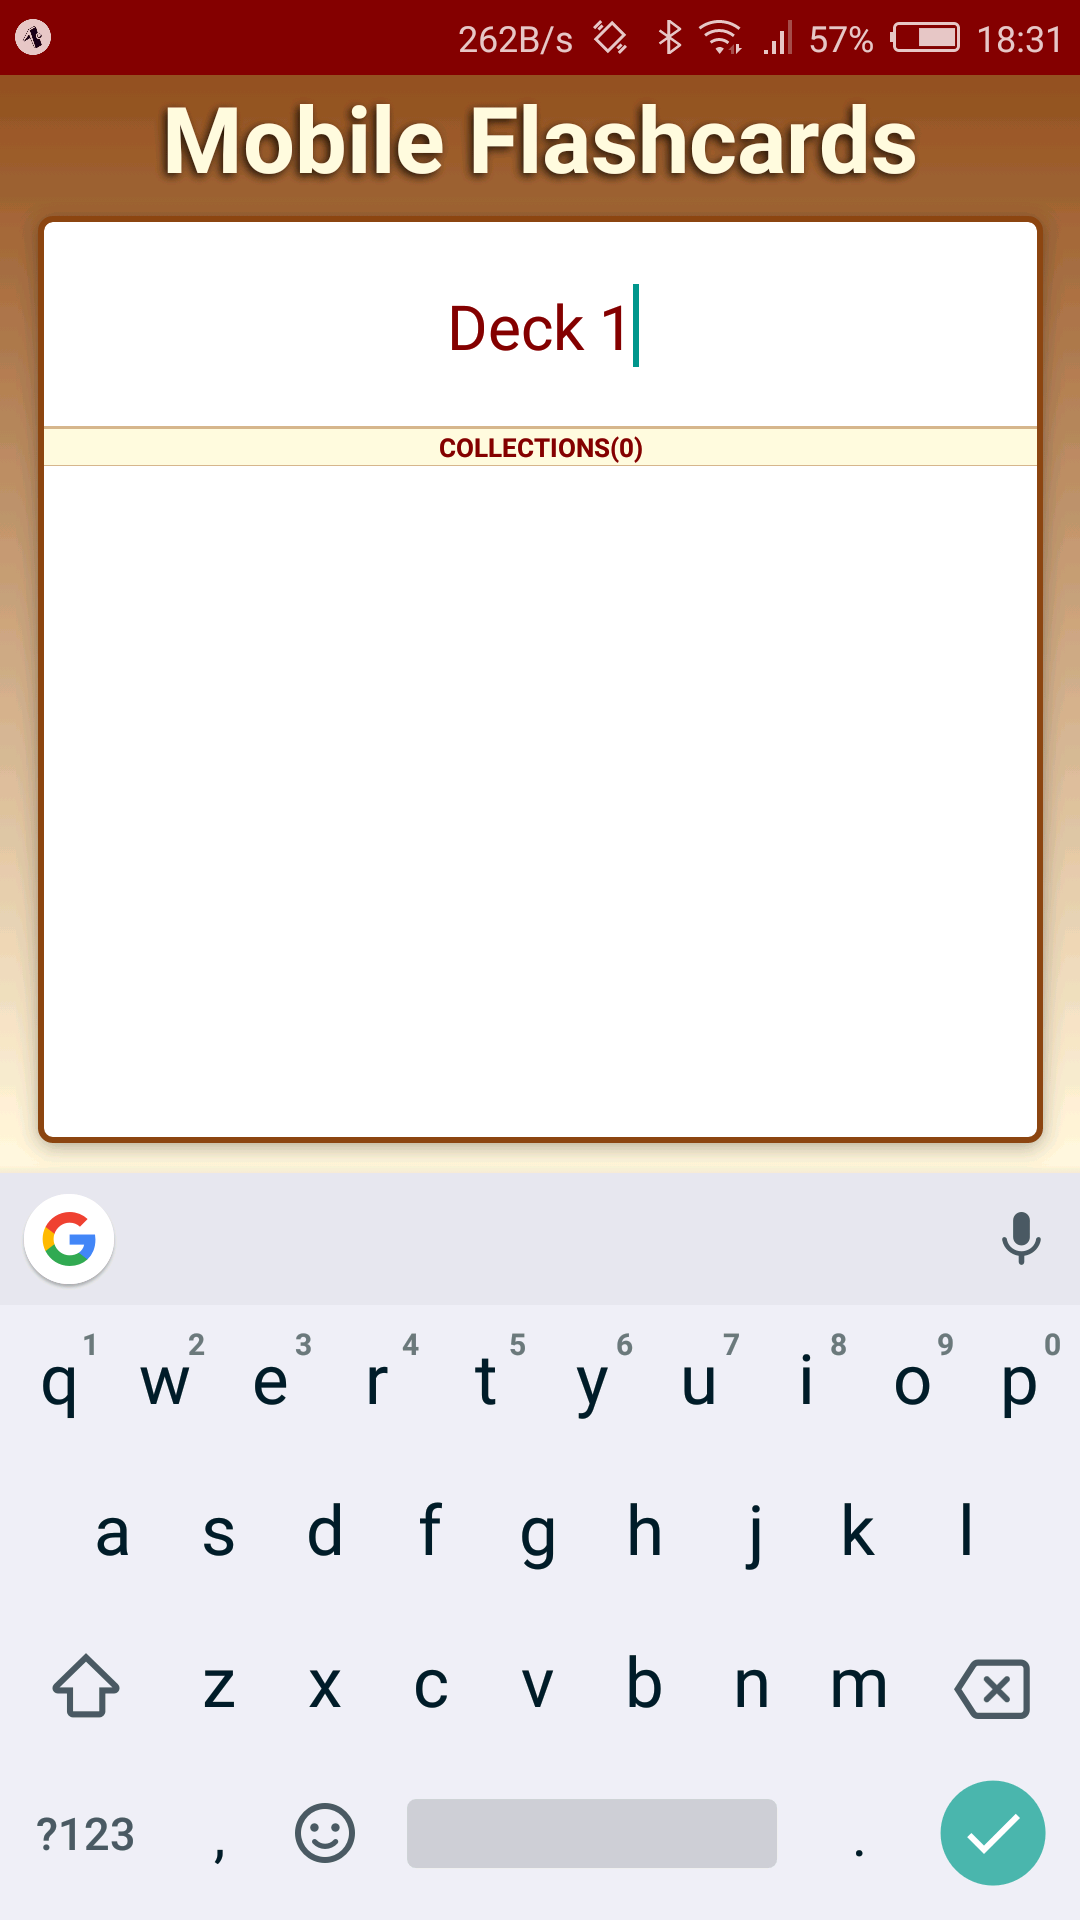 262B/s 57% 18:31
Mobile Flashcards
Deck 1
COLLECTIONS(0)
1 2 3 4 5 6 7 8 9 0
q w e r t y u i o p
a s d f g h j k l
z x c v b n m
?123 , .